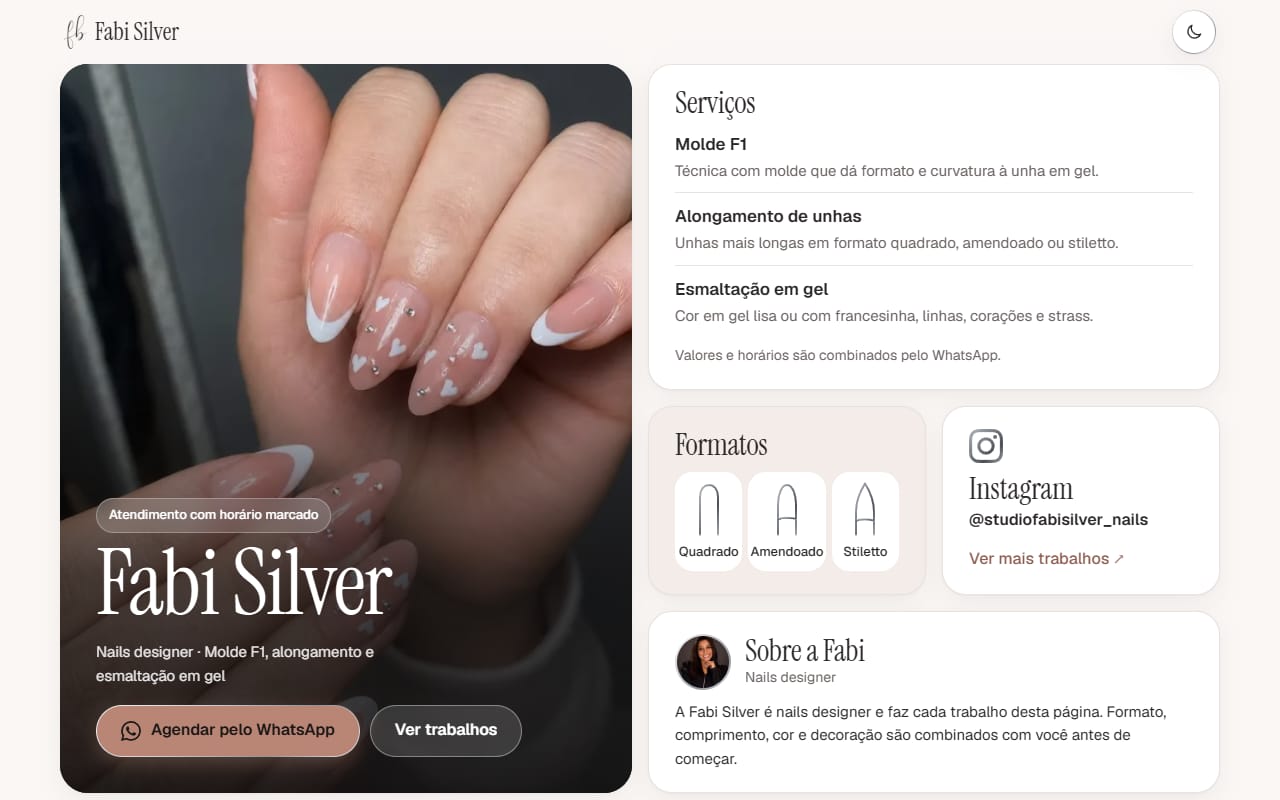 fb Fabi Silver
Atendimento com horário marcado
Fabi Silver
Nails designer · Molde F1, alongamento e
esmaltação em gel
Agendar pelo WhatsApp
Ver trabalhos
Serviços
Molde F1
Técnica com molde que dá formato e curvatura à unha em gel.
Alongamento de unhas
Unhas mais longas em formato quadrado, amendoado ou stiletto.
Esmaltação em gel
Cor em gel lisa ou com francesinha, linhas, corações e strass.
Valores e horários são combinados pelo WhatsApp.
Formatos
Quadrado
Amendoado
Stiletto
Instagram
@studiofabisilver_nails
Ver mais trabalhos ↗
Sobre a Fabi
Nails designer
A Fabi Silver é nails designer e faz cada trabalho desta página. Formato,
comprimento, cor e decoração são combinados com você antes de
começar.